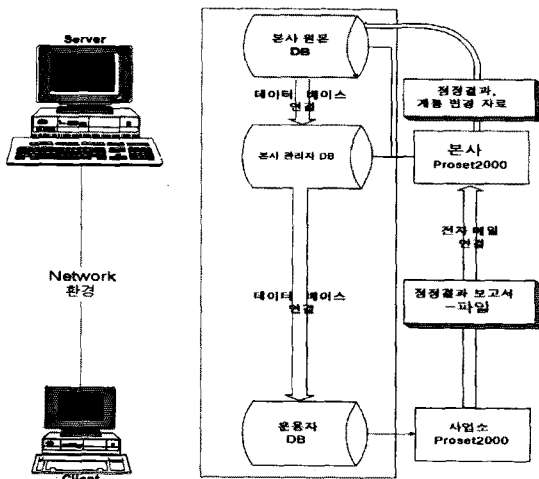 Server
본사 원본
DB
데이터 베이스
연결
정정결과,
계통 변경 자료
본사 관리자 DB
본사
Proset2000
전자 메일
연결
Network
환경
정정결과 보고서
-파일
데이터 베이스
연결
운용자
DB
사업소
Proset2000
Client